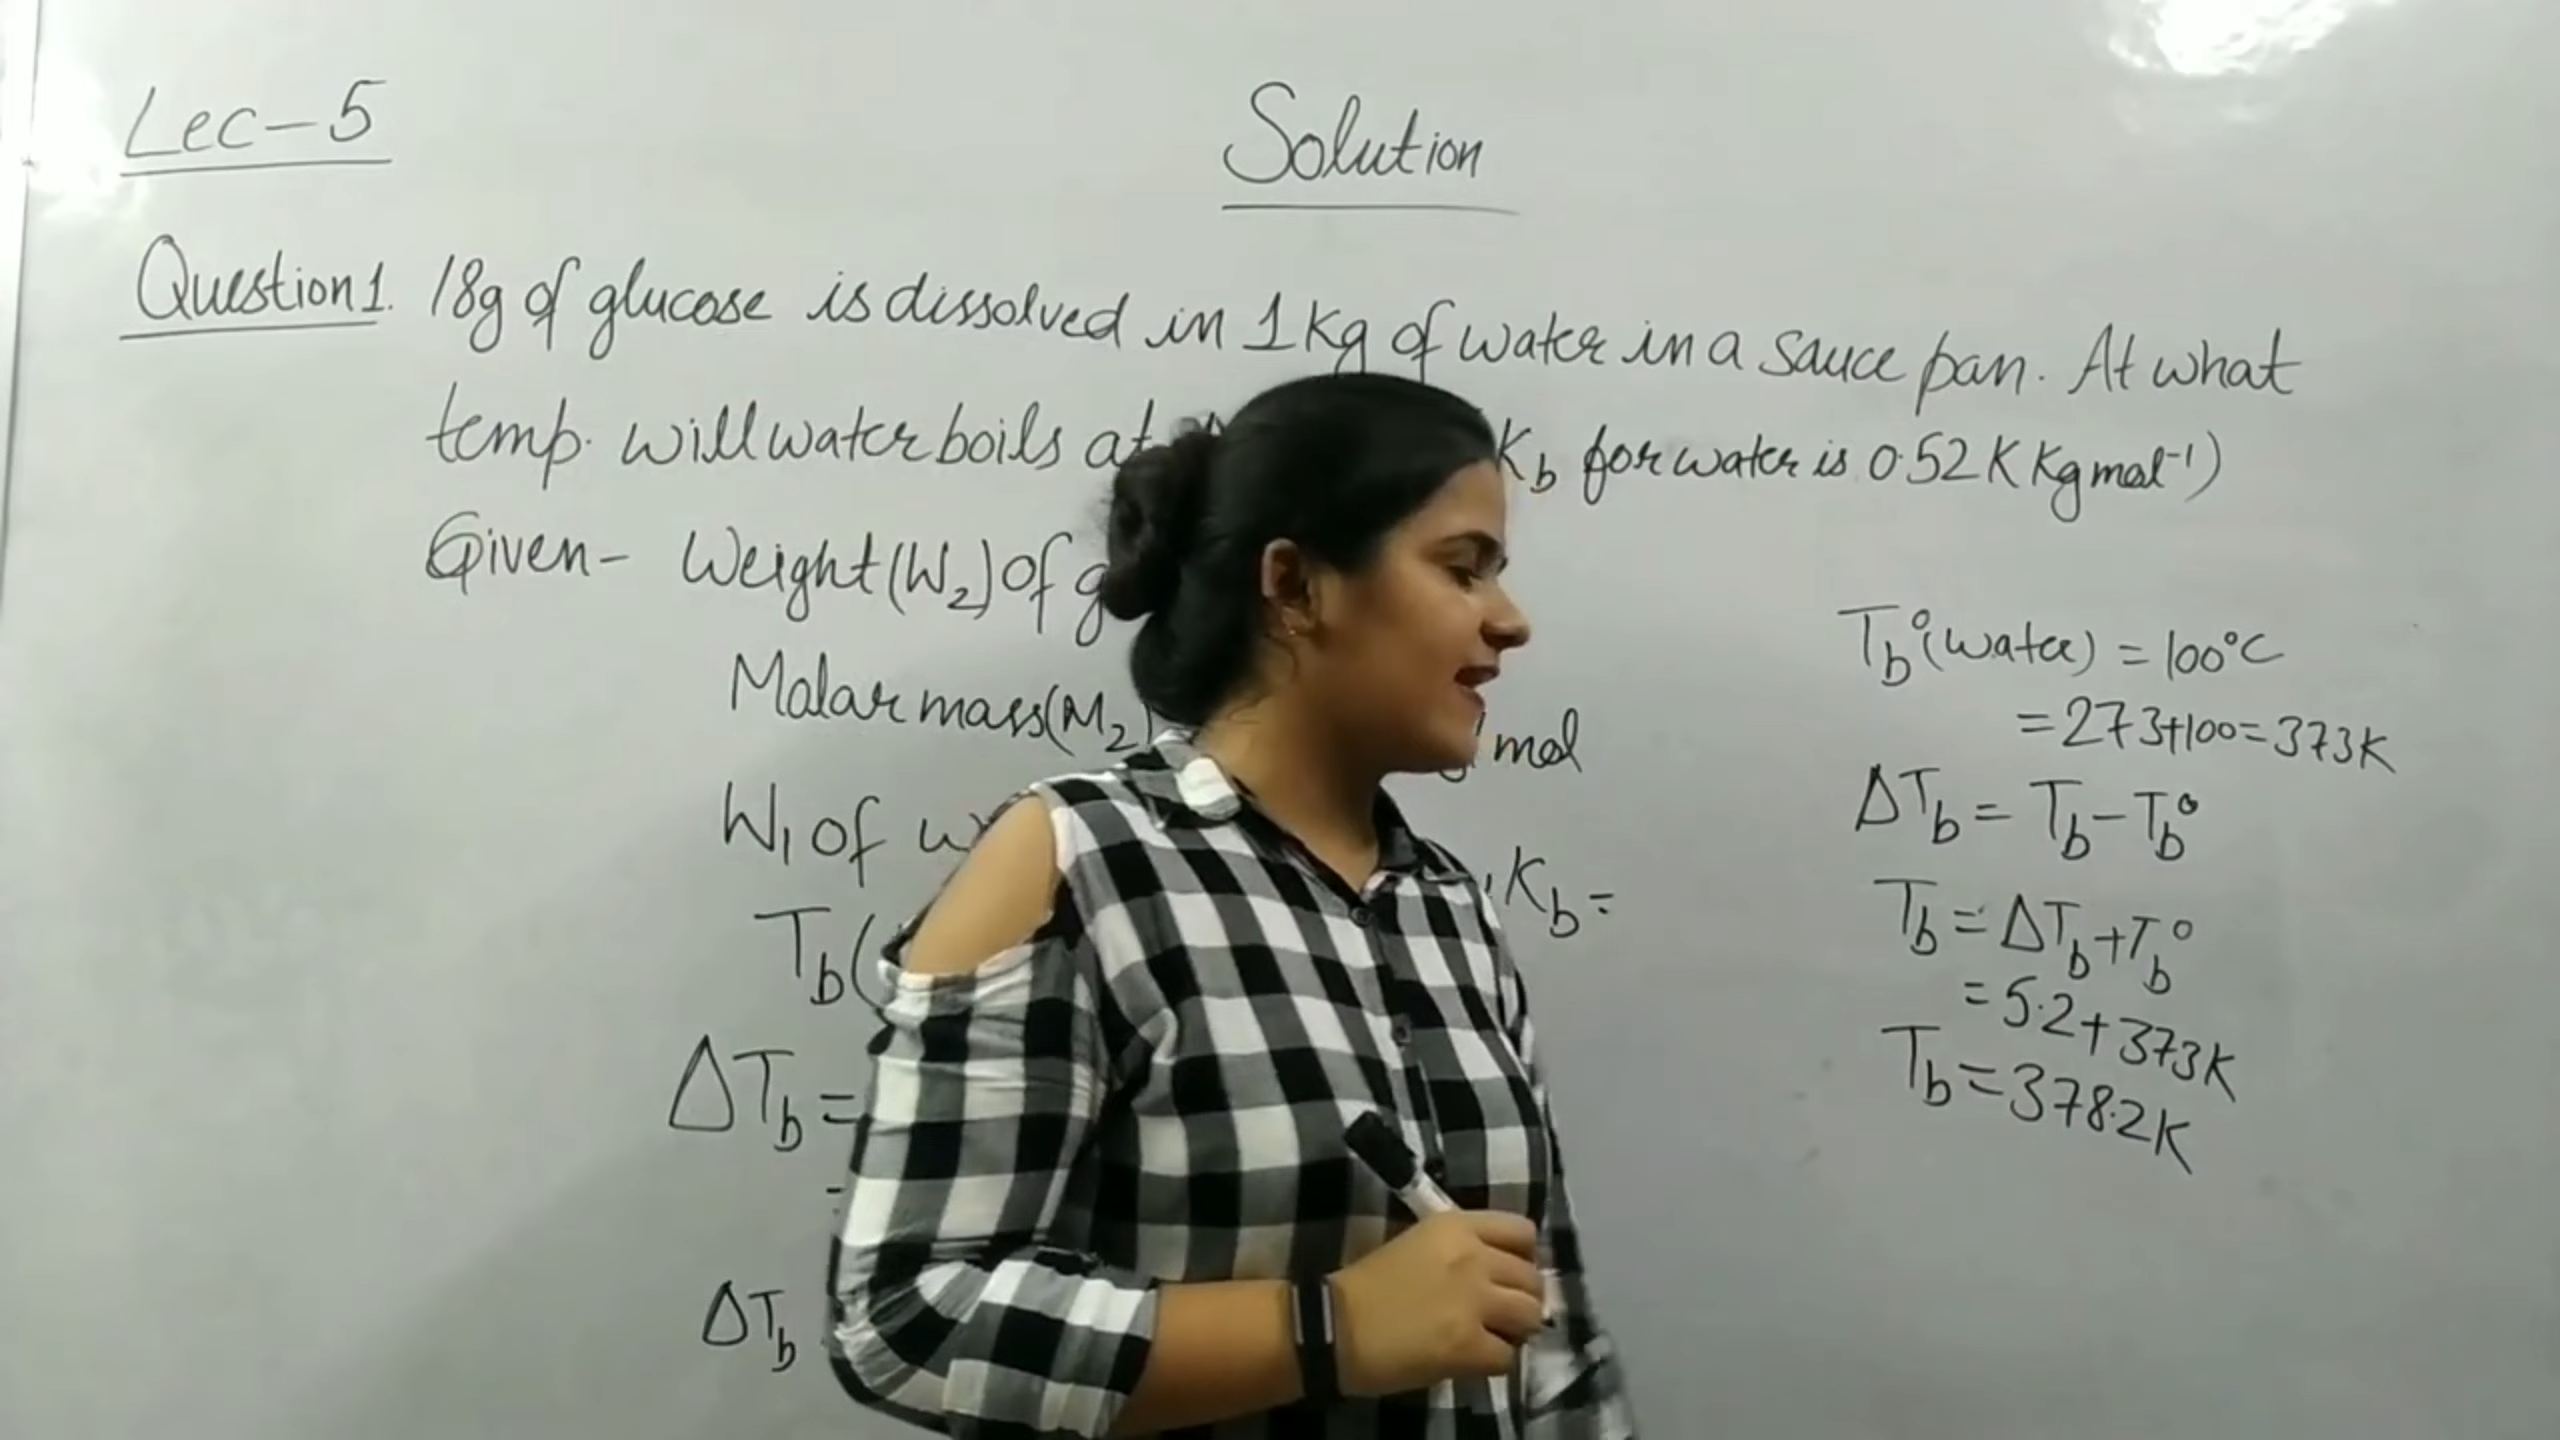 Lec-5
Solution
Question 1. 18g of glucose is dissolved in 1Kg of water in a sauce pan. At what
temp. will water boils at Kb for water is 0.52 K Kg mol⁻¹)
Given- Weight(W₂) of
Molar mass(M₂) mol
W₁ of , Kb=
Tb(
ΔTb=
ΔTb
Tb°(water) = 100°C
= 273+100 = 373K
ΔTb = Tb - Tb°
Tb = ΔTb + Tb°
= 5.2 + 373K
Tb = 378.2K